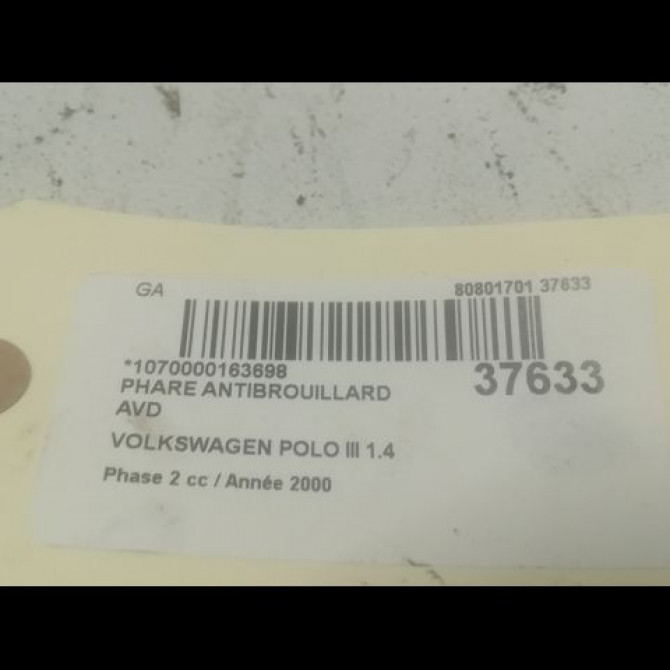 GA 80801701 37633
*1070000163698 37633
PHARE ANTIBROUILLARD
AVD
VOLKSWAGEN POLO III 1.4
Phase 2 cc / Année 2000